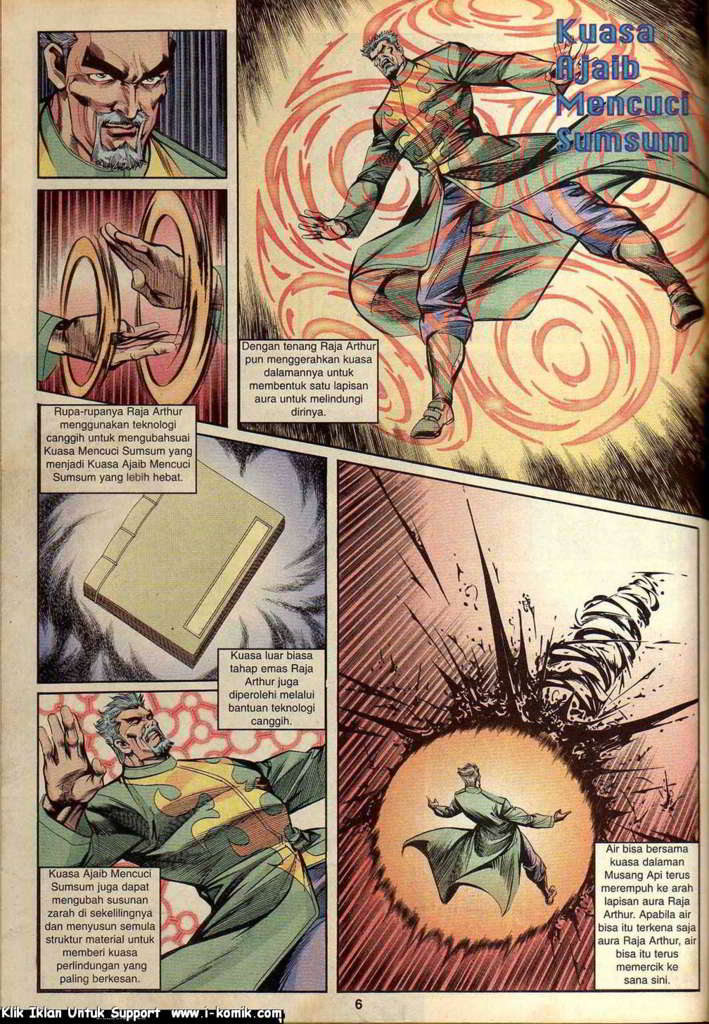 Kuasa
Ajaib
Mencuci
Sumsum
Dengan tenang Raja Arthur
pun menggerahkan kuasa
dalamannya untuk
membentuk satu lapisan
aura untuk melindungi
dirinya.
Rupa-rupanya Raja Arthur
menggunakan teknologi
canggih untuk mengubahsuai
Kuasa Mencuci Sumsum yang
menjadi Kuasa Ajaib Mencuci
Sumsum yang lebih hebat.
Kuasa luar biasa
tahap emas Raja
Arthur juga
diperolehi melalui
bantuan teknologi
canggih.
Kuasa Ajaib Mencuci
Sumsum juga dapat
mengubah susunan
zarah di sekelilingnya
dan menyusun semula
struktur material untuk
memberi kuasa
perlindungan yang
paling berkesan.
Air bisa bersama
kuasa dalaman
Musang Api terus
merempuh ke arah
lapisan aura Raja
Arthur. Apabila air
bisa itu terkena saja
aura Raja Arthur, air
bisa itu terus
memercik ke
sana sini.
6
Klik Iklan Untuk Support www.i-komik.com